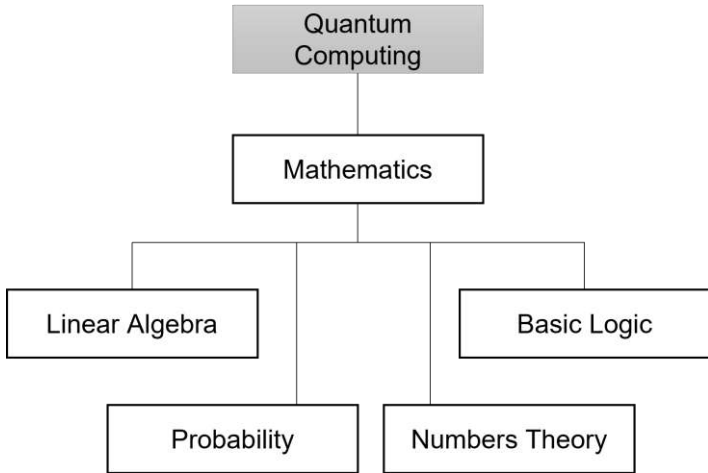 Quantum
Computing
Mathematics
Linear Algebra
Basic Logic
Probability
Numbers Theory